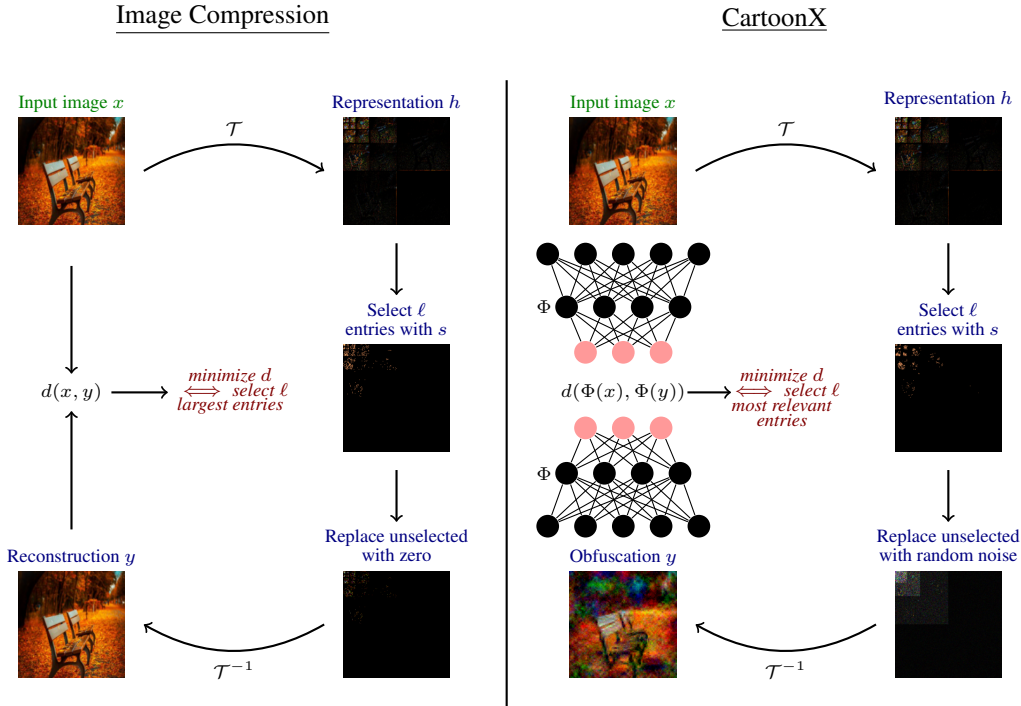 Image Compression
Input image x
Representation h
𝒯
Select ℓ
entries with s
d(x, y)
minimize d
⟺ select ℓ
largest entries
Reconstruction y
Replace unselected
with zero
𝒯⁻¹
CartoonX
Input image x
Representation h
𝒯
Φ
Select ℓ
entries with s
d(Φ(x), Φ(y))
minimize d
⟺ select ℓ
most relevant
entries
Φ
Obfuscation y
Replace unselected
with random noise
𝒯⁻¹